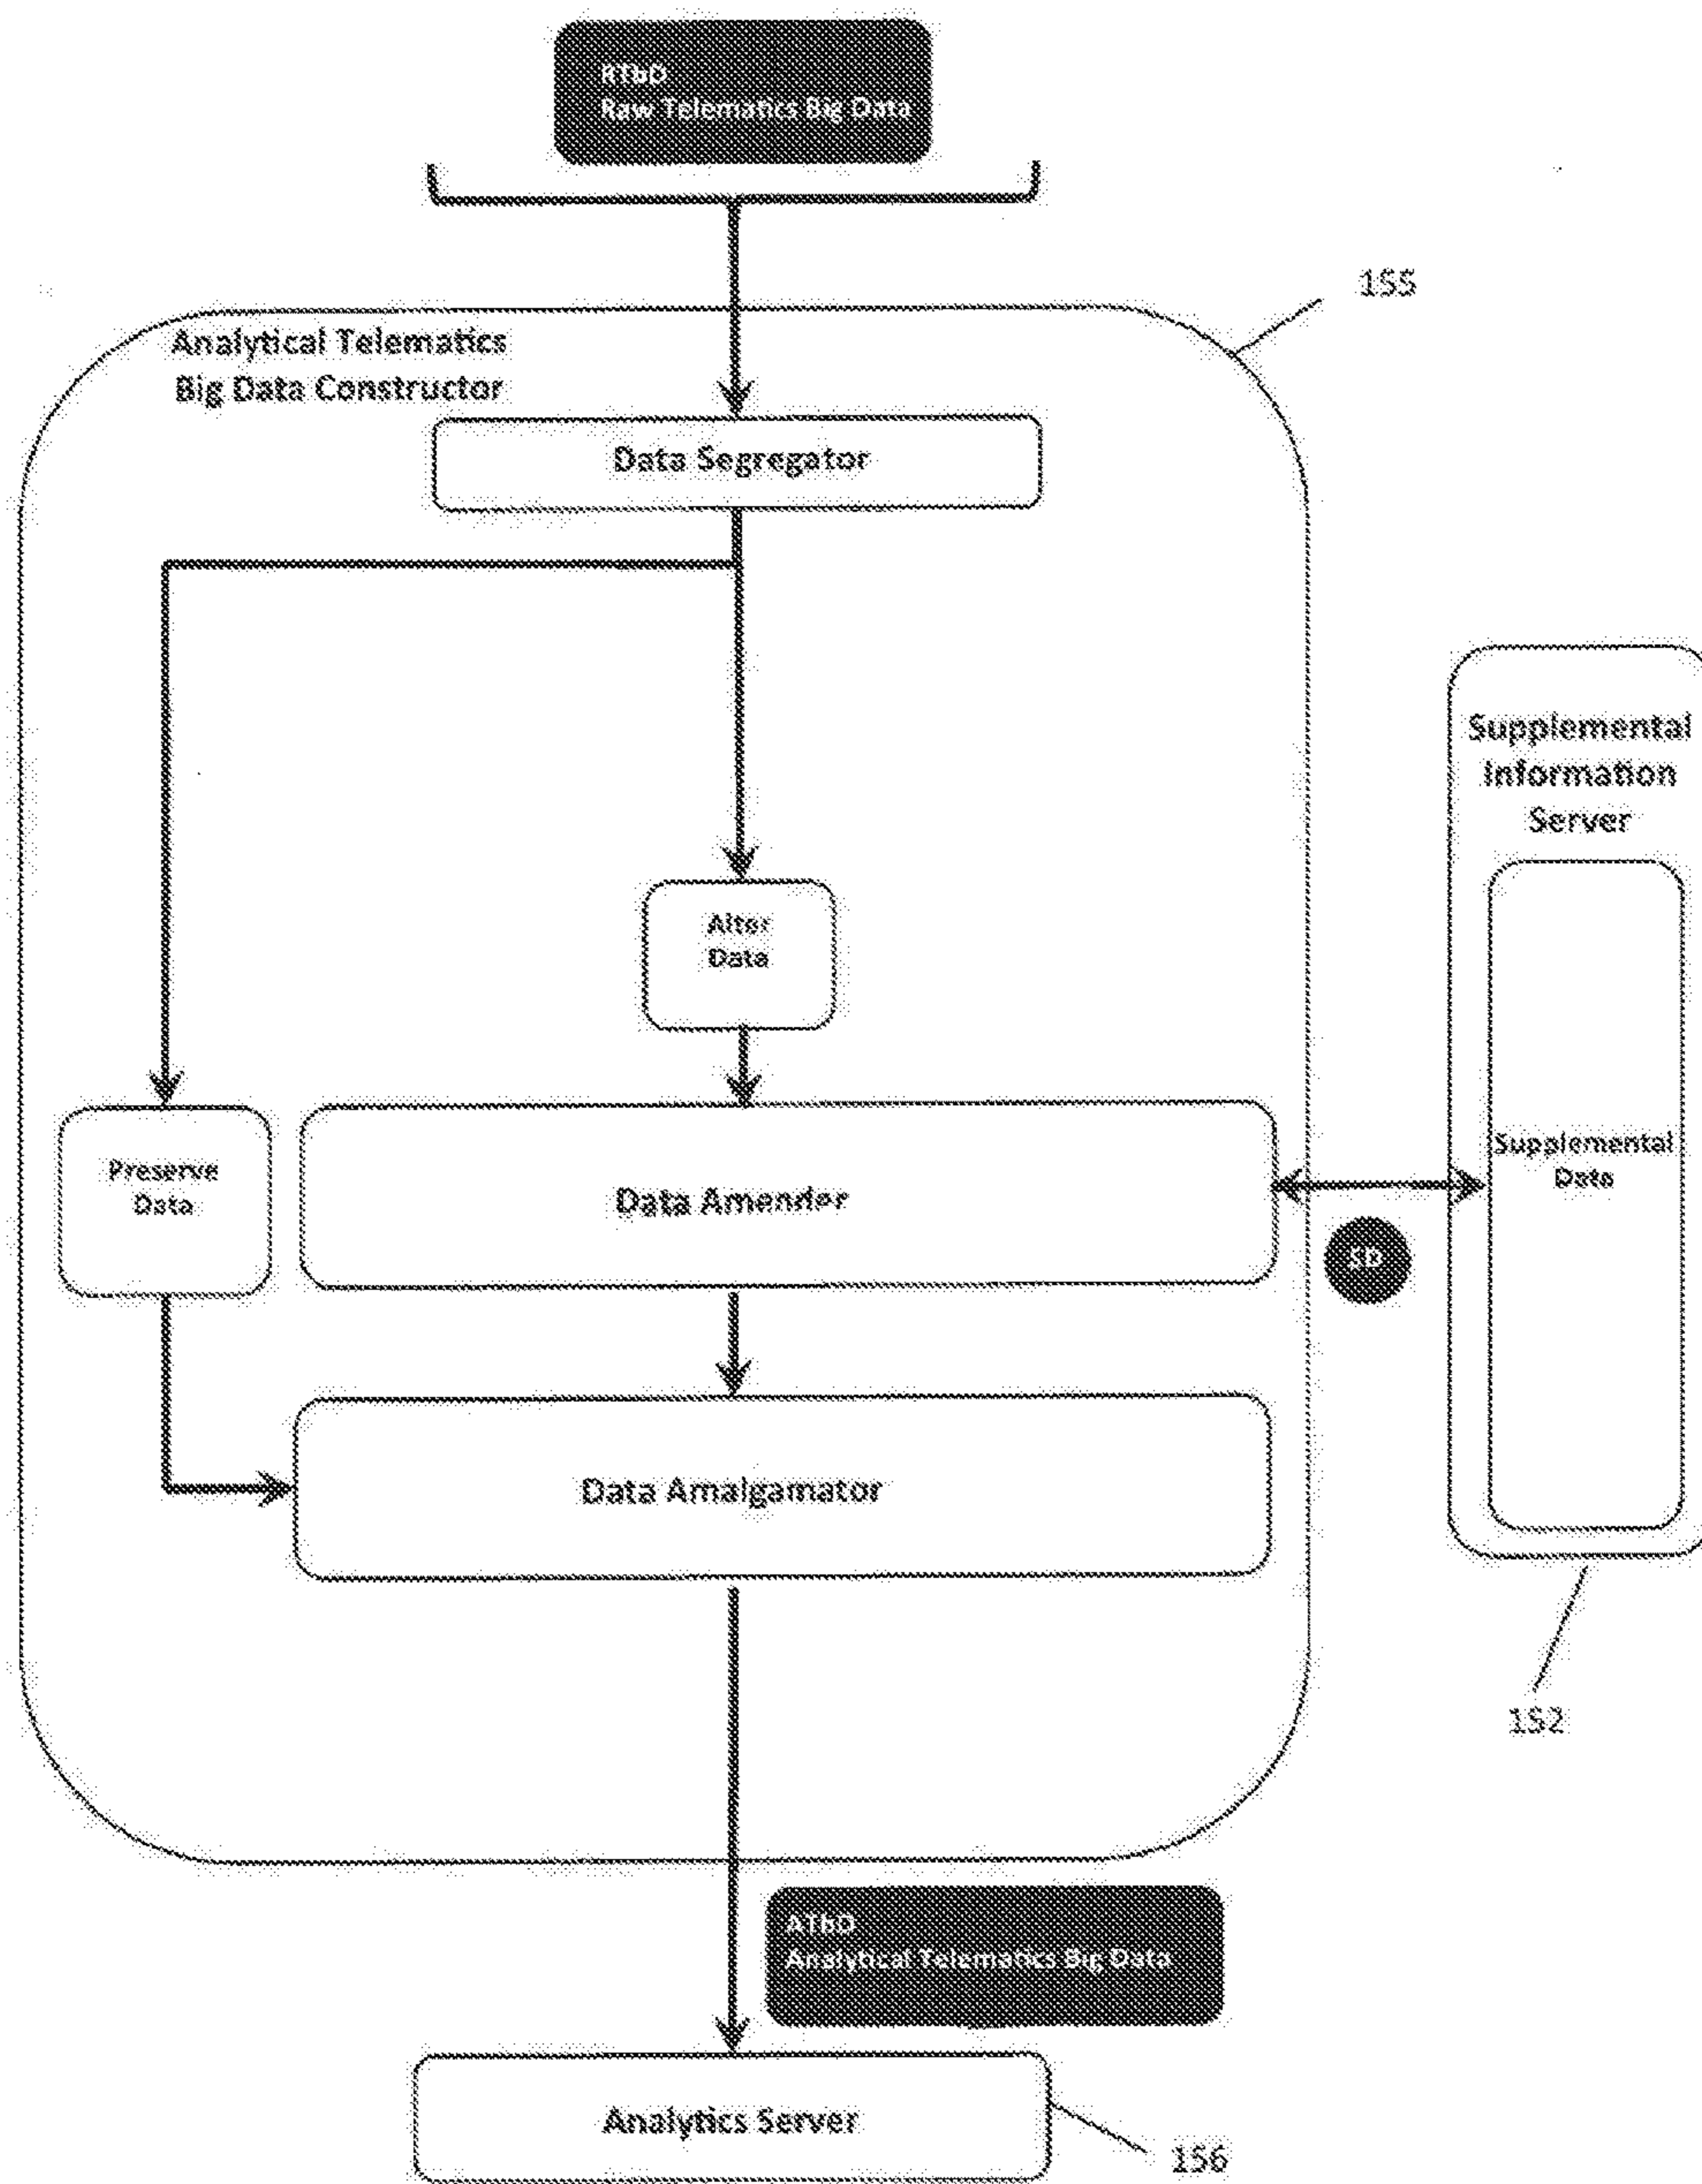 RTbD
Raw Telematics Big Data
155
Analytical Telematics
Big Data Constructor
Data Segregator
Supplemental
Information
Server
Alter
Data
Preserve
Data
Data Amender
Supplemental
Data
SD
Data Amalgamator
152
ATbD
Analytical Telematics Big Data
Analytics Server
156